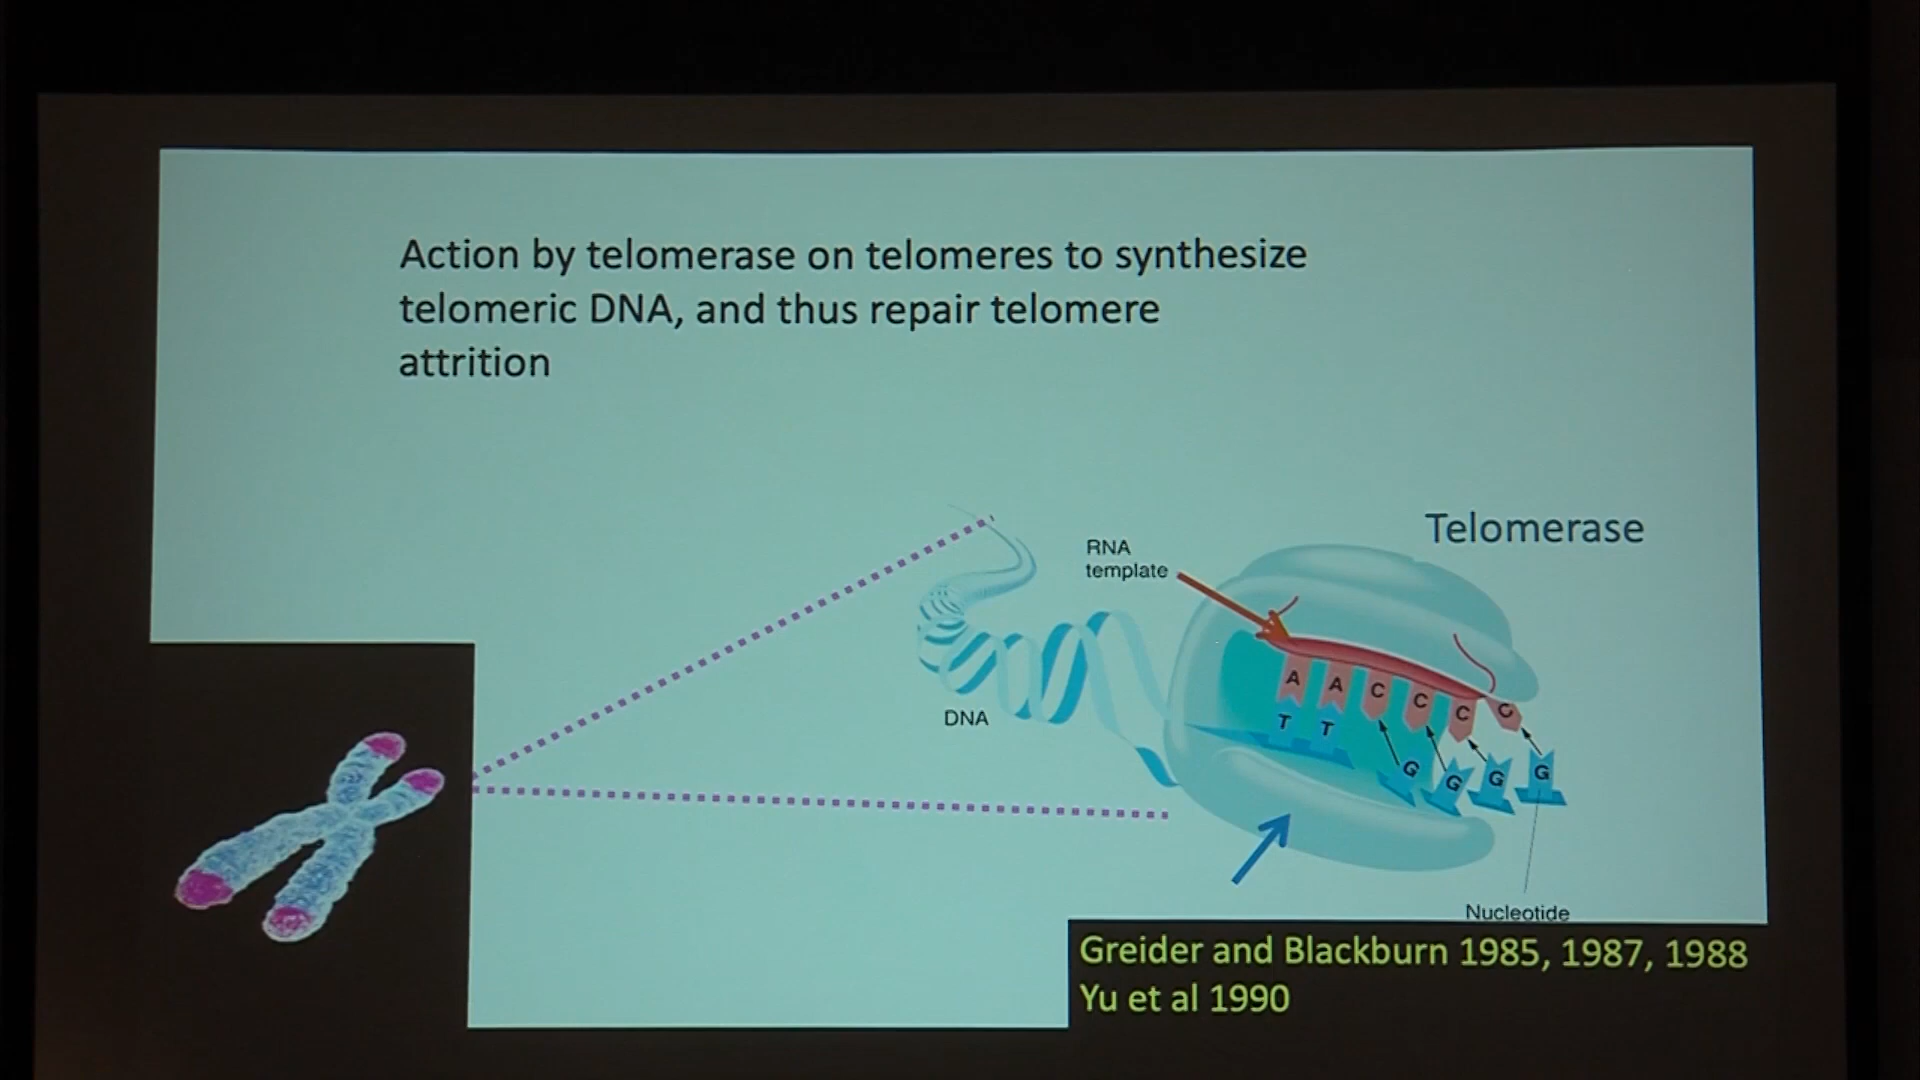 Action by telomerase on telomeres to synthesize
telomeric DNA, and thus repair telomere
attrition
Telomerase
RNA
template
A A C C C C
T T
G G G G
DNA
Nucleotide
Greider and Blackburn 1985, 1987, 1988
Yu et al 1990